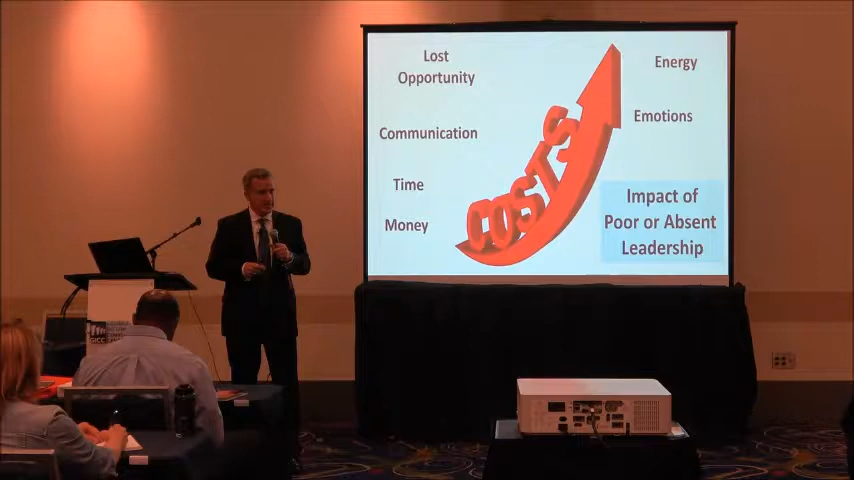 Lost
Opportunity
Communication
Time
Money
COSTS
Energy
Emotions
Impact of
Poor or Absent
Leadership